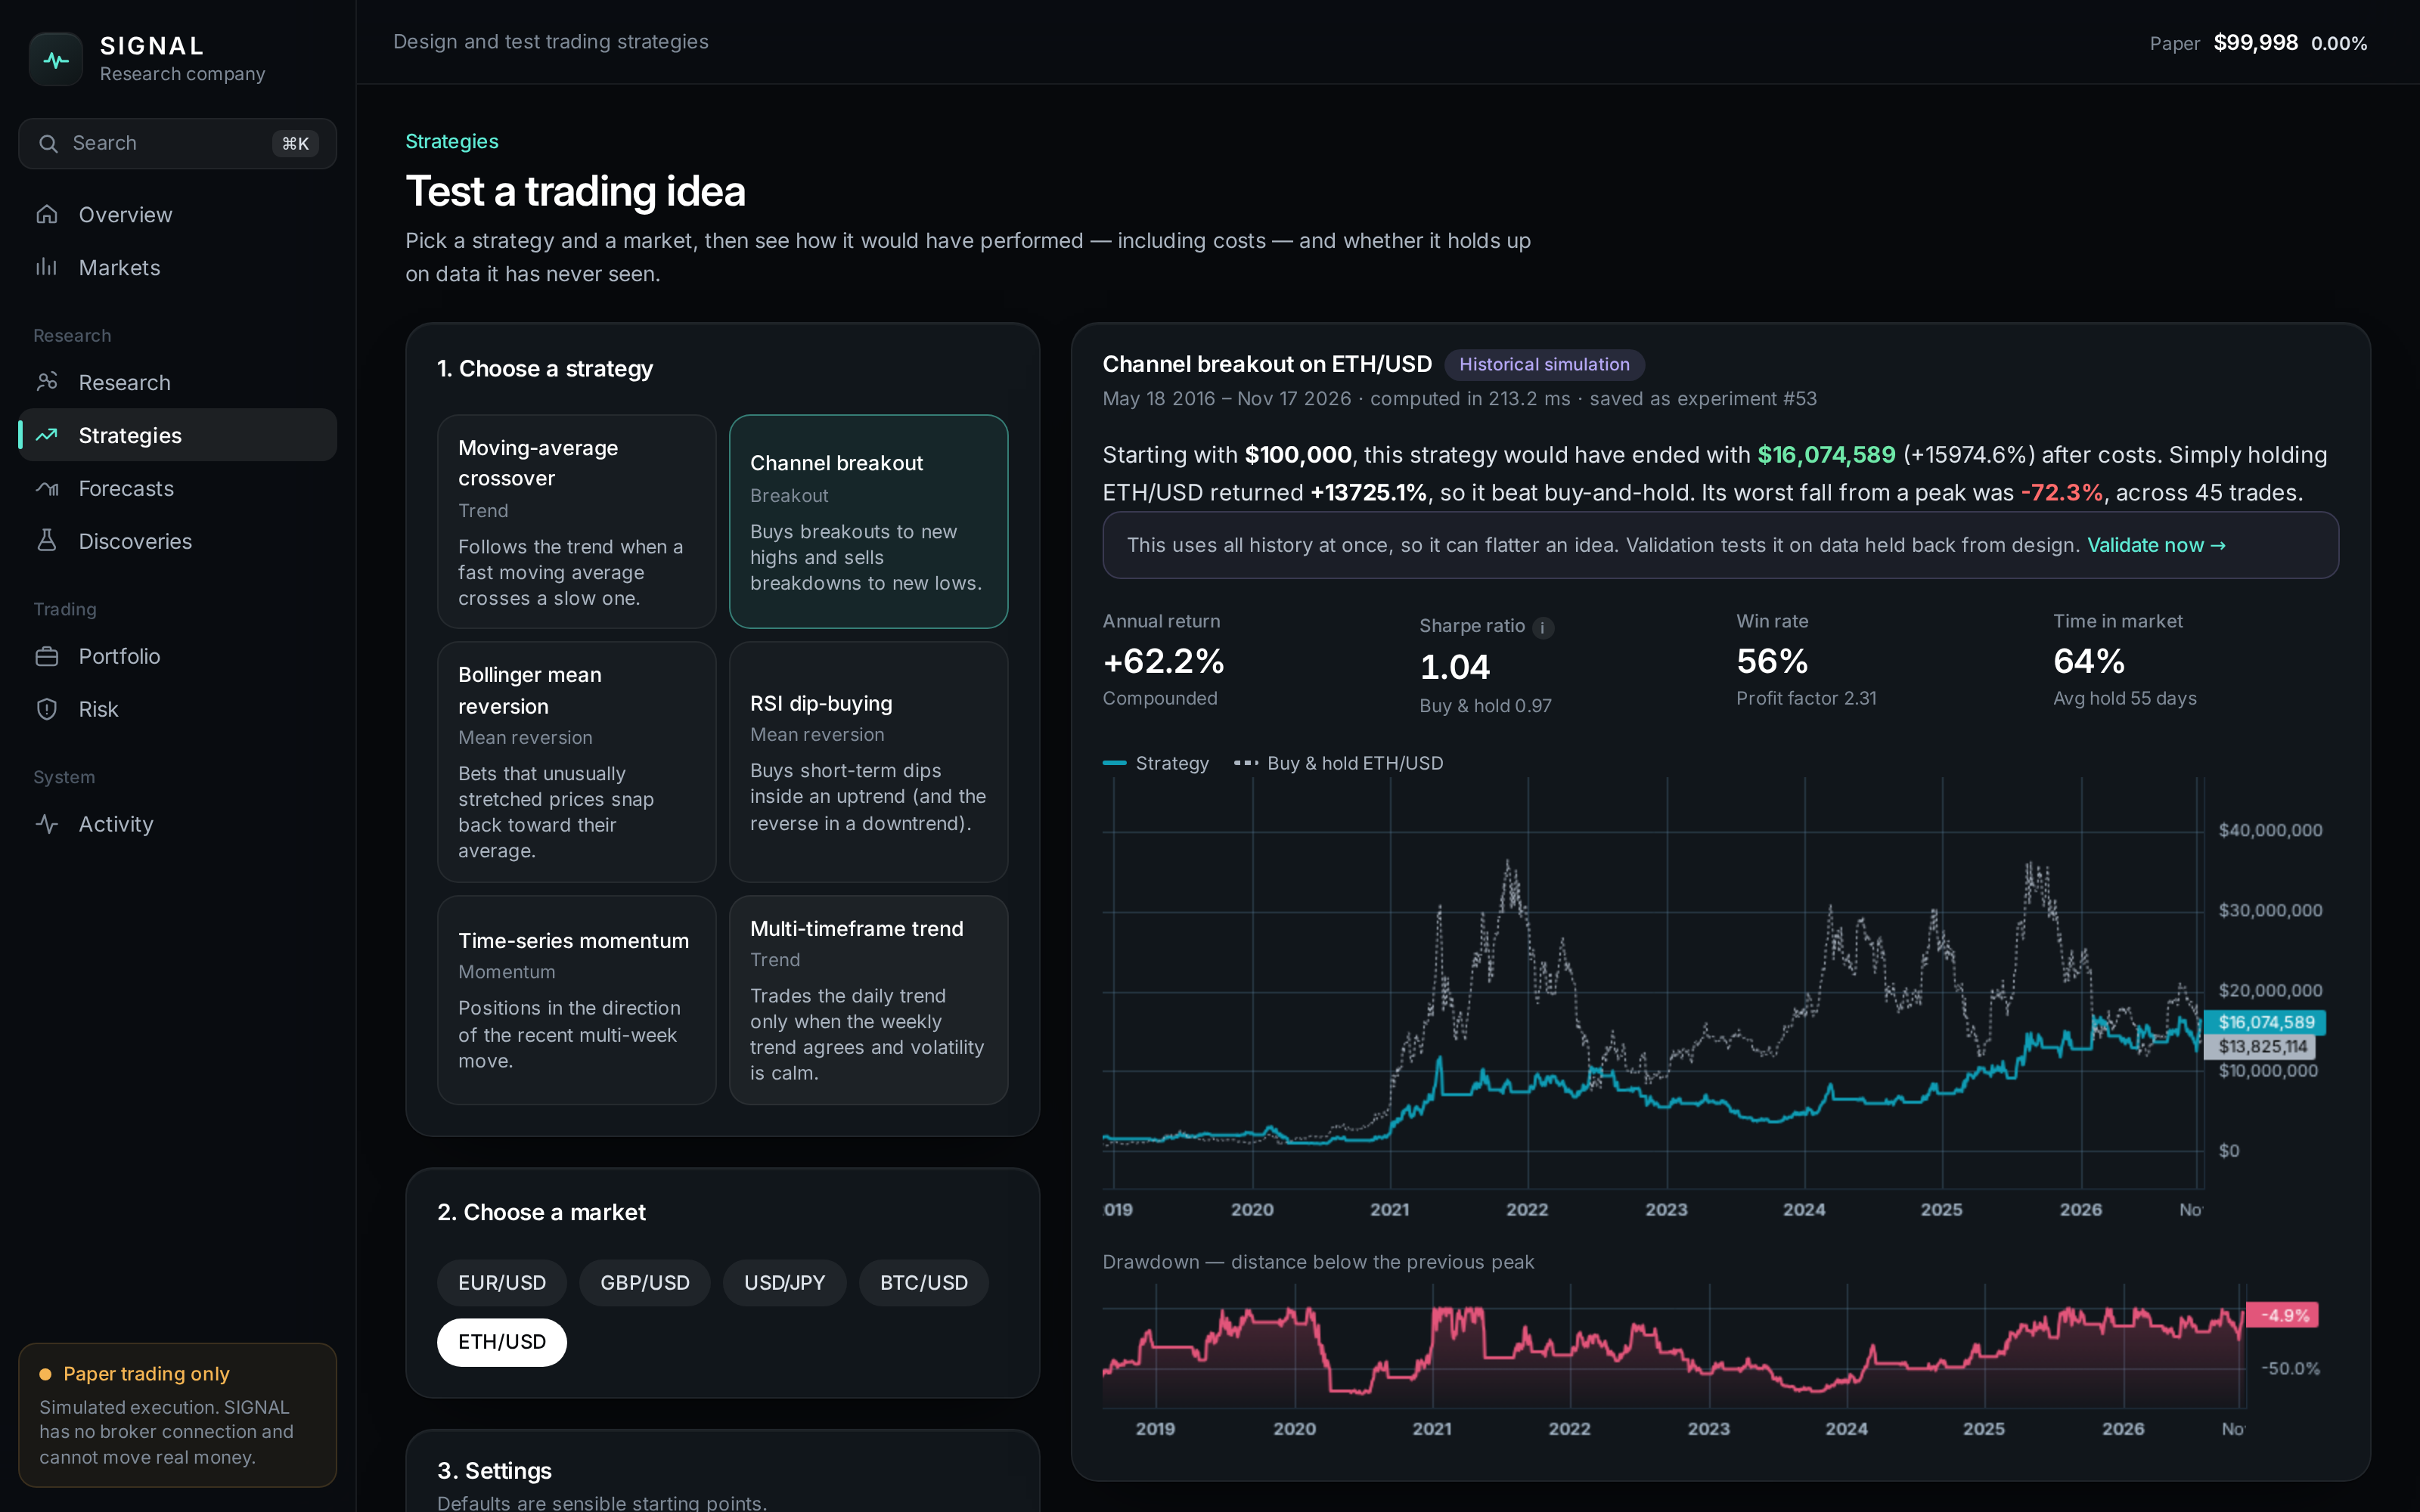 SIGNAL
Research company
Search
⌘K
Overview
Markets
Research
Research
Strategies
Forecasts
Discoveries
Trading
Portfolio
Risk
System
Activity
Paper trading only
Simulated execution. SIGNAL
has no broker connection and
cannot move real money.
Design and test trading strategies
Paper $99,998 0.00%
Strategies
Test a trading idea
Pick a strategy and a market, then see how it would have performed — including costs — and whether it holds up
on data it has never seen.
1. Choose a strategy
Moving-average
crossover
Trend
Follows the trend when a
fast moving average
crosses a slow one.
Channel breakout
Breakout
Buys breakouts to new
highs and sells
breakdowns to new lows.
Bollinger mean
reversion
Mean reversion
Bets that unusually
stretched prices snap
back toward their
average.
RSI dip-buying
Mean reversion
Buys short-term dips
inside an uptrend (and the
reverse in a downtrend).
Time-series momentum
Momentum
Positions in the direction
of the recent multi-week
move.
Multi-timeframe trend
Trend
Trades the daily trend
only when the weekly
trend agrees and volatility
is calm.
2. Choose a market
EUR/USD GBP/USD USD/JPY BTC/USD
ETH/USD
3. Settings
Defaults are sensible starting points.
Channel breakout on ETH/USD Historical simulation
May 18 2016 – Nov 17 2026 · computed in 213.2 ms · saved as experiment #53
Starting with $100,000, this strategy would have ended with $16,074,589 (+15974.6%) after costs. Simply holding
ETH/USD returned +13725.1%, so it beat buy-and-hold. Its worst fall from a peak was -72.3%, across 45 trades.
This uses all history at once, so it can flatter an idea. Validation tests it on data held back from design. Validate now →
Annual return
+62.2%
Compounded
Sharpe ratio i
1.04
Buy & hold 0.97
Win rate
56%
Profit factor 2.31
Time in market
64%
Avg hold 55 days
Strategy Buy & hold ETH/USD
$40,000,000
$30,000,000
$20,000,000
$16,074,589
$13,825,114
$10,000,000
$0
019 2020 2021 2022 2023 2024 2025 2026 No
Drawdown — distance below the previous peak
-4.9%
-50.0%
2019 2020 2021 2022 2023 2024 2025 2026 No